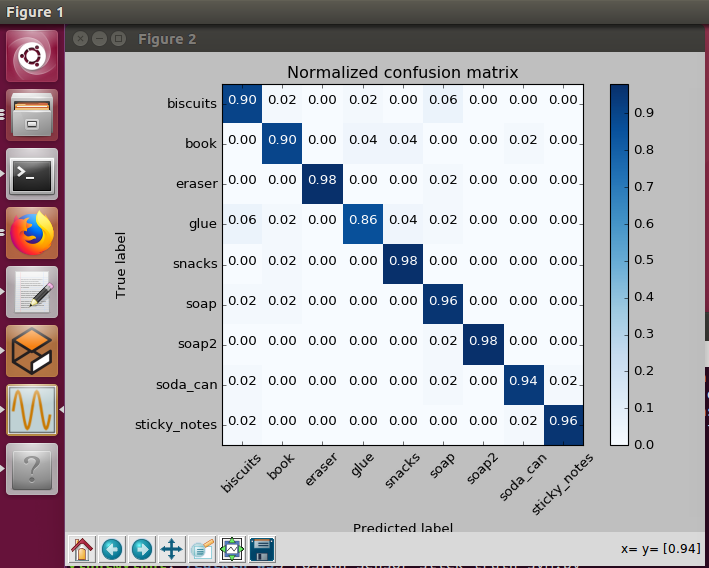 Figure 1
Figure 2
Normalized confusion matrix
biscuits 0.90 0.02 0.00 0.02 0.00 0.06 0.00 0.00 0.00
book 0.00 0.90 0.00 0.04 0.04 0.00 0.00 0.02 0.00
eraser 0.00 0.00 0.98 0.00 0.00 0.02 0.00 0.00 0.00
glue 0.06 0.02 0.00 0.86 0.04 0.02 0.00 0.00 0.00
snacks 0.00 0.02 0.00 0.00 0.98 0.00 0.00 0.00 0.00
soap 0.02 0.02 0.00 0.00 0.00 0.96 0.00 0.00 0.00
soap2 0.00 0.00 0.00 0.00 0.00 0.02 0.98 0.00 0.00
soda_can 0.02 0.00 0.00 0.00 0.00 0.02 0.00 0.94 0.02
sticky_notes 0.02 0.00 0.00 0.00 0.00 0.00 0.00 0.02 0.96
True label
biscuits book eraser glue snacks soap soap2 soda_can sticky_notes
Predicted label
0.9
0.8
0.7
0.6
0.5
0.4
0.3
0.2
0.1
0.0
x= y= [0.94]